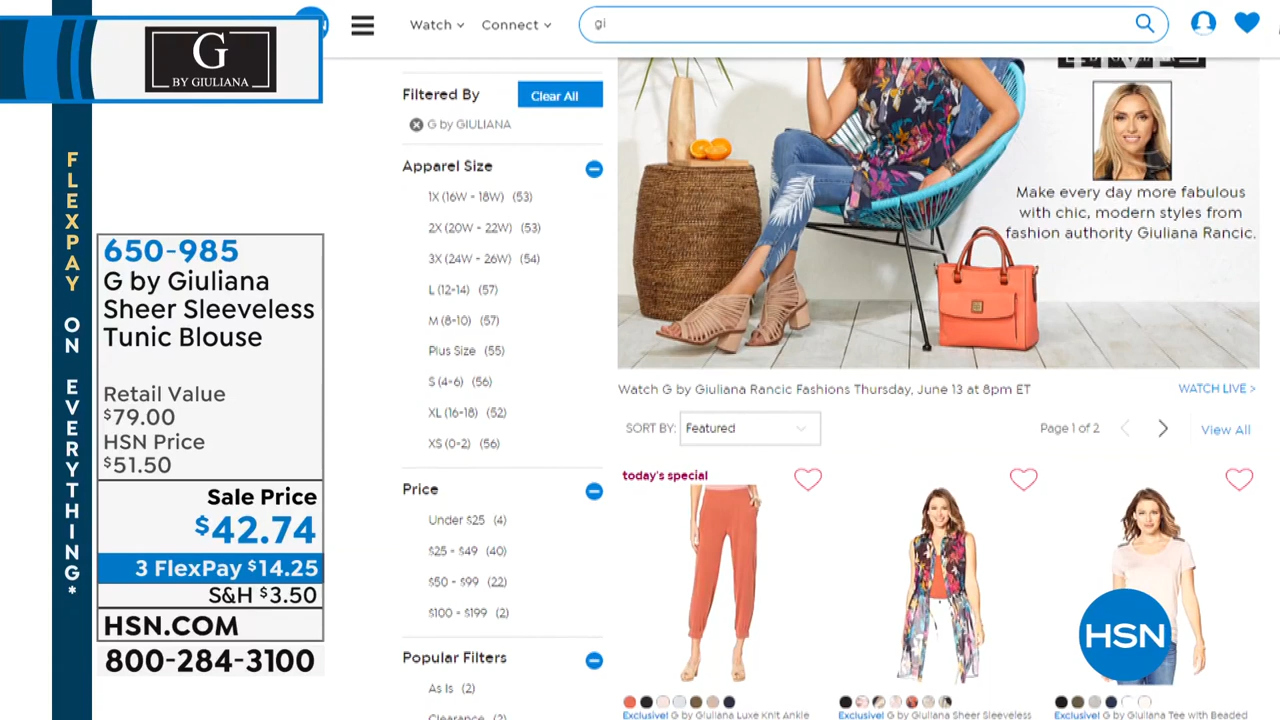 G
BY GIULIANA
FLEXPAY ON EVERYTHING*
650-985
G by Giuliana
Sheer Sleeveless
Tunic Blouse
Retail Value
$79.00
HSN Price
$51.50
Sale Price
$42.74
3 FlexPay $14.25
S&H $3.50
HSN.COM
800-284-3100
Watch
Connect
gi
Filtered By
Clear All
G by GIULIANA
Apparel Size
1X (16W - 18W) (53)
2X (20W - 22W) (53)
3X (24W - 26W) (54)
L (12-14) (57)
M (8-10) (57)
Plus Size (55)
S (4-6) (56)
XL (16-18) (52)
XS (0-2) (56)
Price
Under $25 (4)
$25 - $49 (40)
$50 - $99 (22)
$100 - $199 (2)
Popular Filters
As Is (2)
Clearance
LIVE
Make every day more fabulous
with chic, modern styles from
fashion authority Giuliana Rancic.
Watch G by Giuliana Rancic Fashions Thursday, June 13 at 8pm ET
WATCH LIVE >
SORT BY:
Featured
Page 1 of 2
View All
today's special
HSN
Exclusive! G by Giuliana Luxe Knit Ankle
Exclusive! G by Giuliana Sheer Sleeveless
Exclusive! G by Giuliana Tee with Beaded